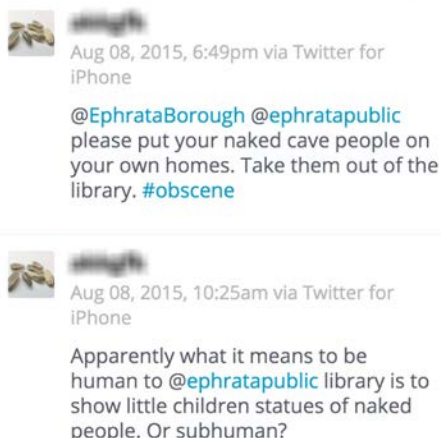 Aug 08, 2015, 6:49pm via Twitter for
iPhone
@EphrataBorough @ephratapublic
please put your naked cave people on
your own homes. Take them out of the
library. #obscene
Aug 08, 2015, 10:25am via Twitter for
iPhone
Apparently what it means to be
human to @ephratapublic library is to
show little children statues of naked
people. Or subhuman?